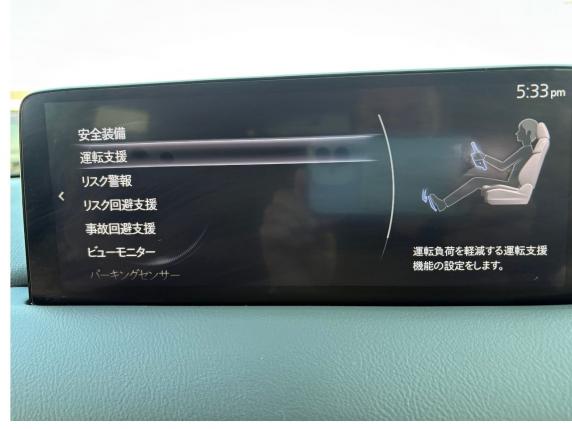 5:33 pm
安全装備
運転支援
リスク警報
リスク回避支援
事故回避支援
ビューモニター
パーキングセンサー
運転負荷を軽減する運転支援
機能の設定をします。